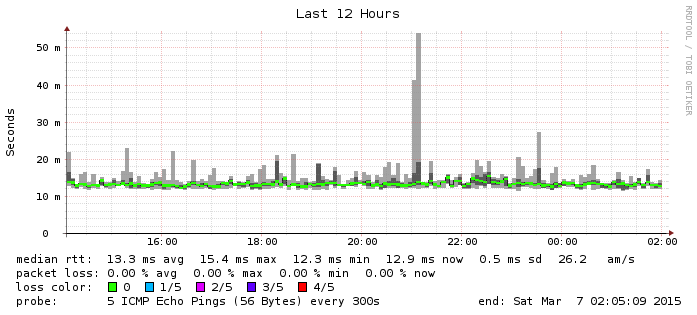 Last 12 Hours
RRDTOOL / TOBI OETIKER
Seconds
50 m
40 m
30 m
20 m
10 m
0
16:00 18:00 20:00 22:00 00:00 02:00
median rtt: 13.3 ms avg 15.4 ms max 12.3 ms min 12.9 ms now 0.5 ms sd 26.2 am/s
packet loss: 0.00 % avg 0.00 % max 0.00 % min 0.00 % now
loss color: 0 1/5 2/5 3/5 4/5
probe: 5 ICMP Echo Pings (56 Bytes) every 300s end: Sat Mar 7 02:05:09 2015